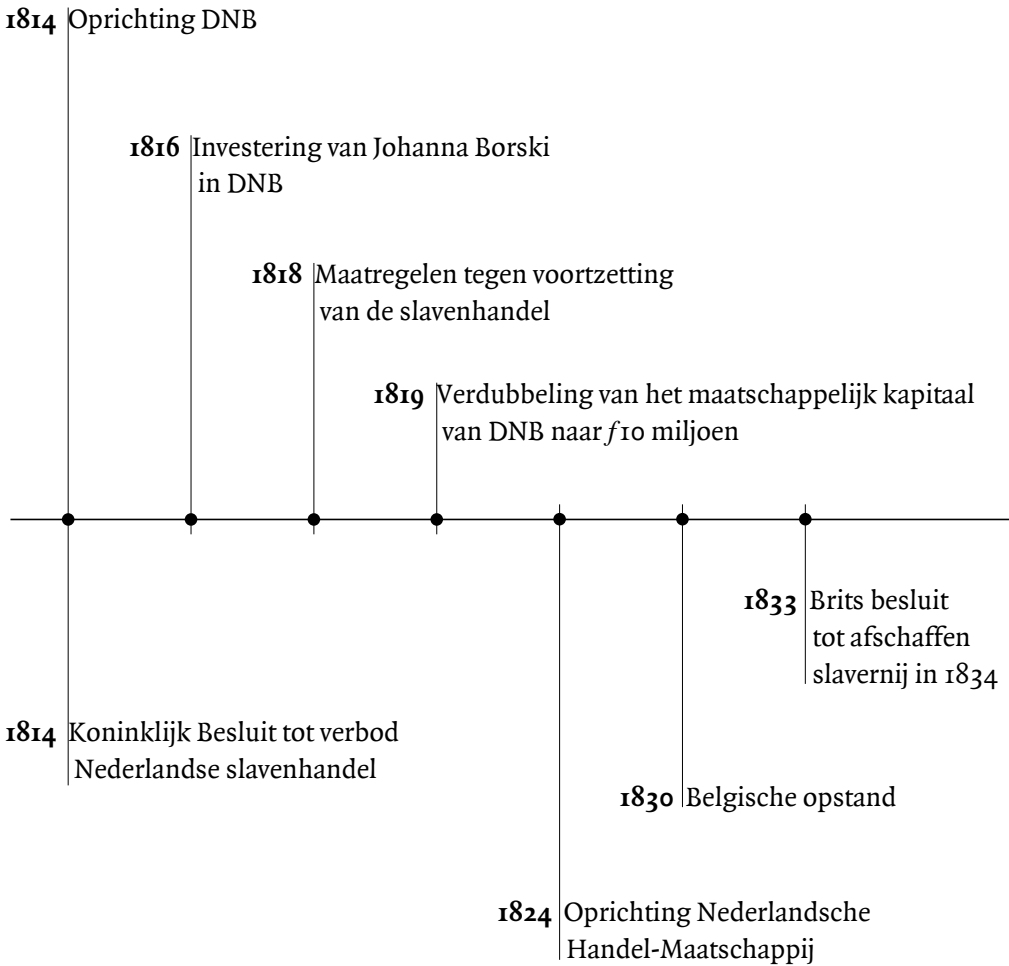 1814 Oprichting DNB
1816 Investering van Johanna Borski
in DNB
1818 Maatregelen tegen voortzetting
van de slavenhandel
1819 Verdubbeling van het maatschappelijk kapitaal
van DNB naar ƒ10 miljoen
1833 Brits besluit
tot afschaffen
slavernij in 1834
1814 Koninklijk Besluit tot verbod
Nederlandse slavenhandel
1830 Belgische opstand
1824 Oprichting Nederlandsche
Handel-Maatschappij